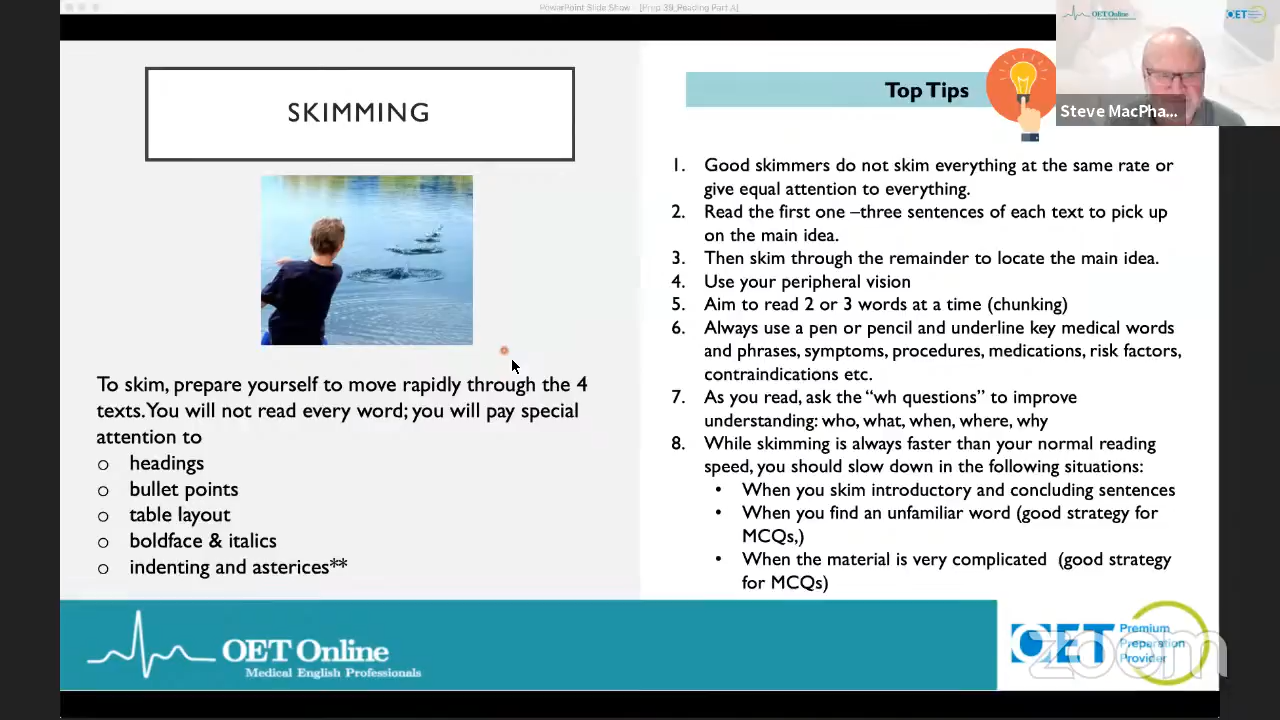 PowerPoint Slide Show - [Prep 39_Reading Part A]
OET Online
OET
Steve MacPha...
SKIMMING
To skim, prepare yourself to move rapidly through the 4
texts. You will not read every word; you will pay special
attention to
o headings
o bullet points
o table layout
o boldface & italics
o indenting and asterices**
Top Tips
1. Good skimmers do not skim everything at the same rate or
give equal attention to everything.
2. Read the first one –three sentences of each text to pick up
on the main idea.
3. Then skim through the remainder to locate the main idea.
4. Use your peripheral vision
5. Aim to read 2 or 3 words at a time (chunking)
6. Always use a pen or pencil and underline key medical words
and phrases, symptoms, procedures, medications, risk factors,
contraindications etc.
7. As you read, ask the “wh questions” to improve
understanding: who, what, when, where, why
8. While skimming is always faster than your normal reading
speed, you should slow down in the following situations:
• When you skim introductory and concluding sentences
• When you find an unfamiliar word (good strategy for
MCQs,)
• When the material is very complicated (good strategy
for MCQs)
OET Online
Medical English Professionals
OET
Premium
Preparation
Provider
zoom